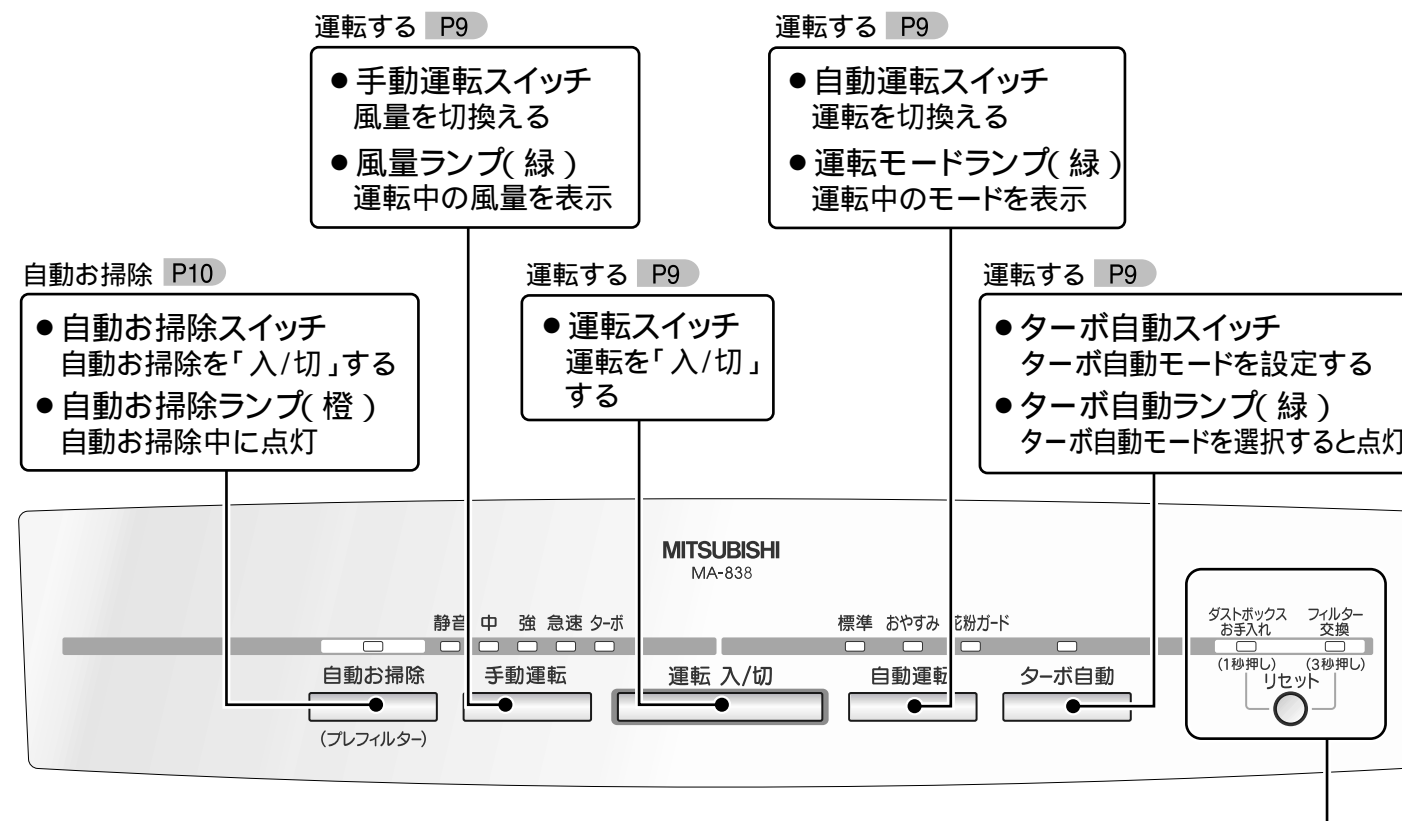 運転する P9
● 手動運転スイッチ
風量を切換える
● 風量ランプ(緑)
運転中の風量を表示
運転する P9
● 自動運転スイッチ
運転を切換える
● 運転モードランプ(緑)
運転中のモードを表示
自動お掃除 P10
● 自動お掃除スイッチ
自動お掃除を「入/切」する
● 自動お掃除ランプ(橙)
自動お掃除中に点灯
運転する P9
● 運転スイッチ
運転を「入/切」
する
運転する P9
● ターボ自動スイッチ
ターボ自動モードを設定する
● ターボ自動ランプ(緑)
ターボ自動モードを選択すると点灯
MITSUBISHI
MA-838
静音 中 強 急速 ターボ
標準 おやすみ 花粉ガード
ダストボックス
お手入れ
フィルター
交換
(1秒押し) (3秒押し)
リセット
自動お掃除 手動運転 運転 入/切 自動運転 ターボ自動
(プレフィルター)